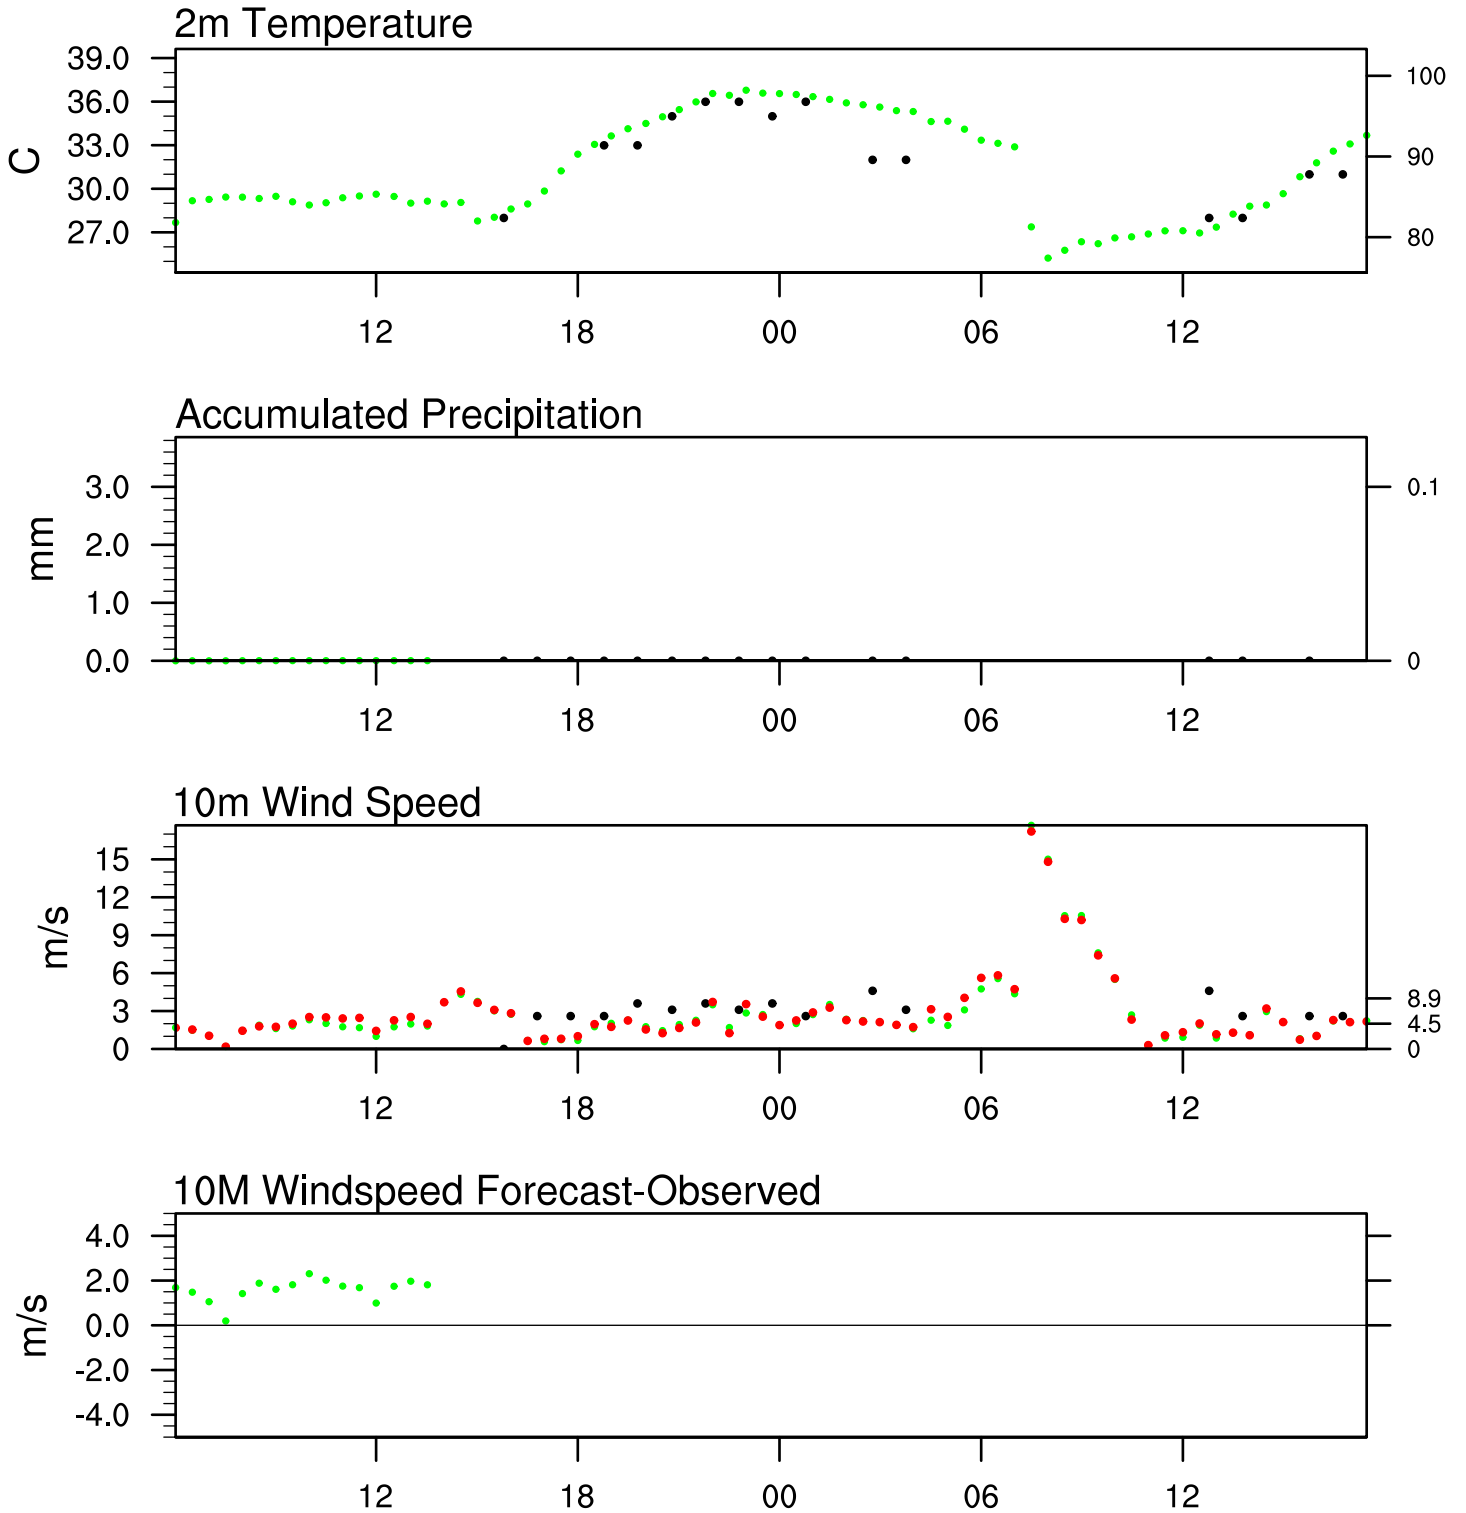 2m Temperature
39.0
36.0
33.0
30.0
27.0
C
100
90
80
12 18 00 06 12
Accumulated Precipitation
3.0
2.0
1.0
0.0
mm
0.1
0
12 18 00 06 12
10m Wind Speed
15
12
9
6
3
0
m/s
8.9
4.5
0
12 18 00 06 12
10M Windspeed Forecast-Observed
4.0
2.0
0.0
-2.0
-4.0
m/s
12 18 00 06 12